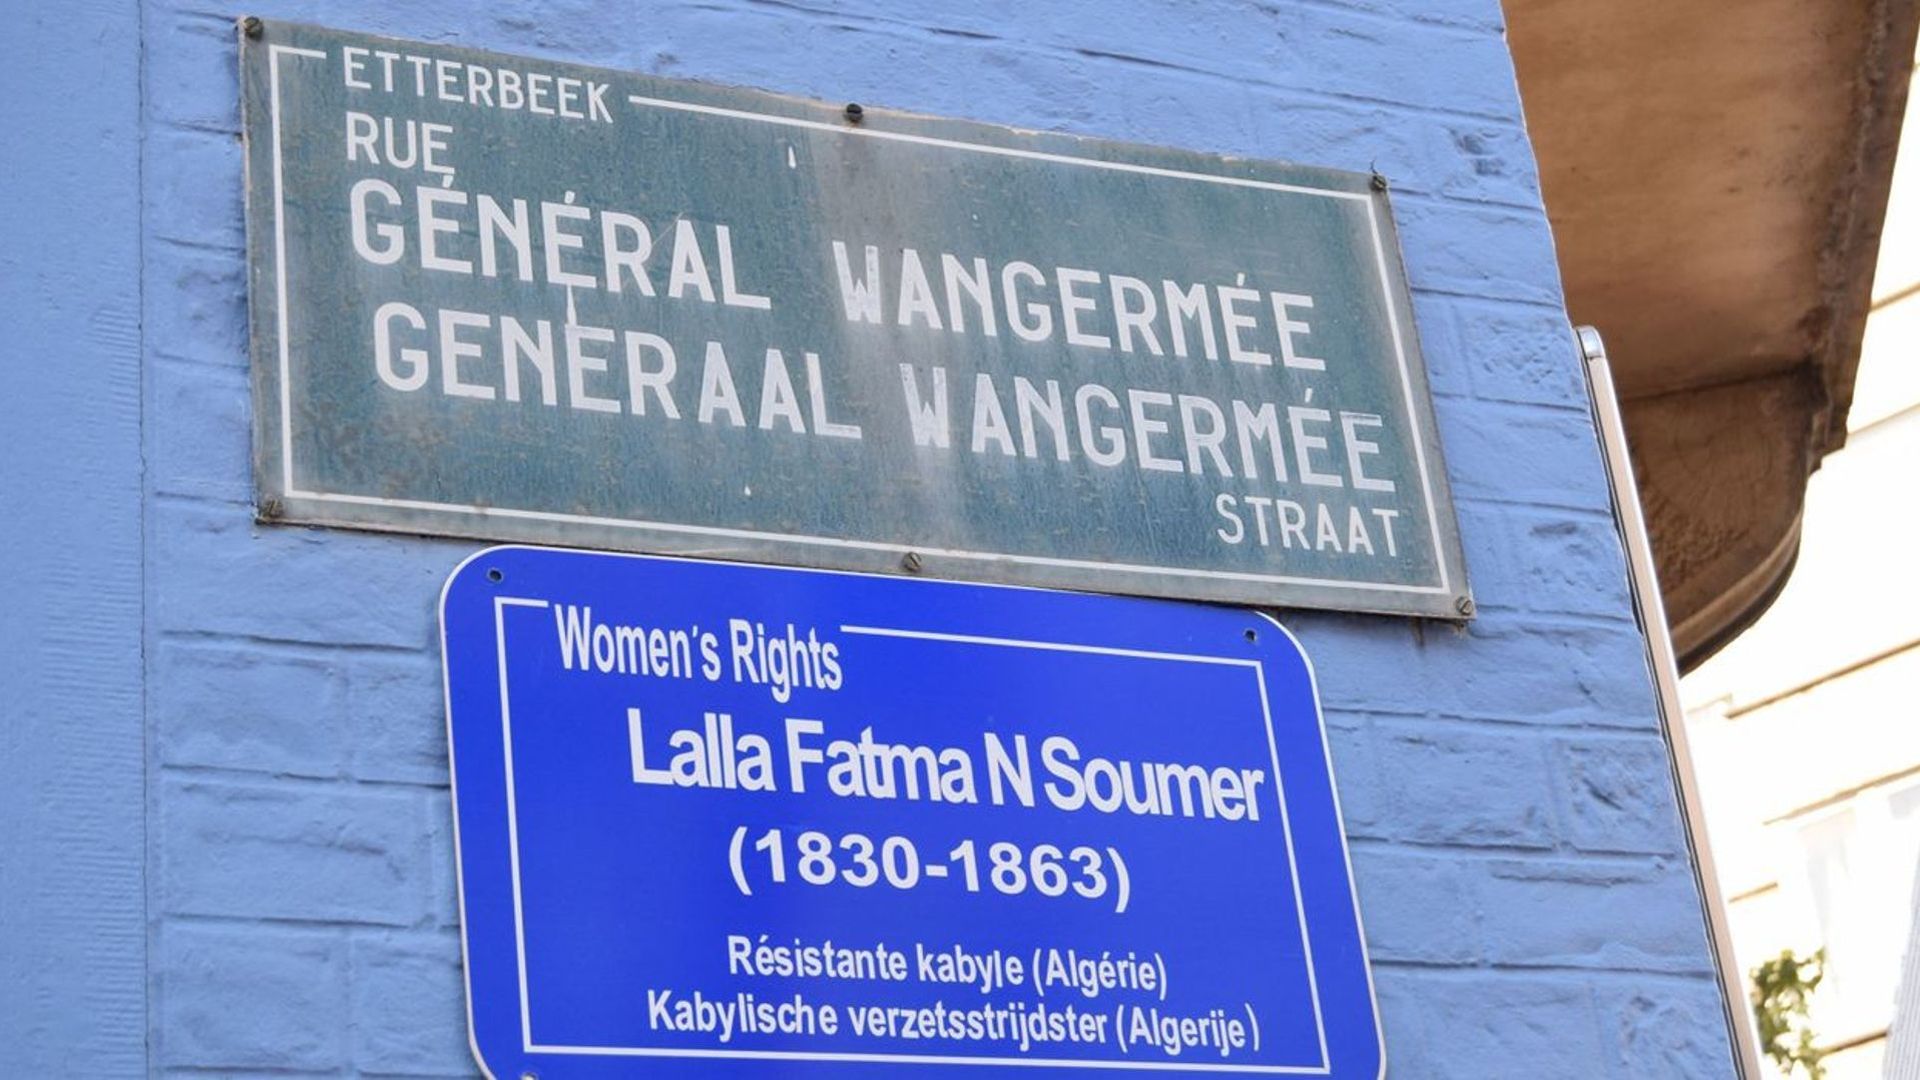 ETTERBEEK
RUE
GÉNÉRAL WANGERMÉE
GENERAAL WANGERMÉE
STRAAT
Women's Rights
Lalla Fatma N Soumer
(1830-1863)
Résistante kabyle (Algérie)
Kabylische verzetsstrijdster (Algerije)